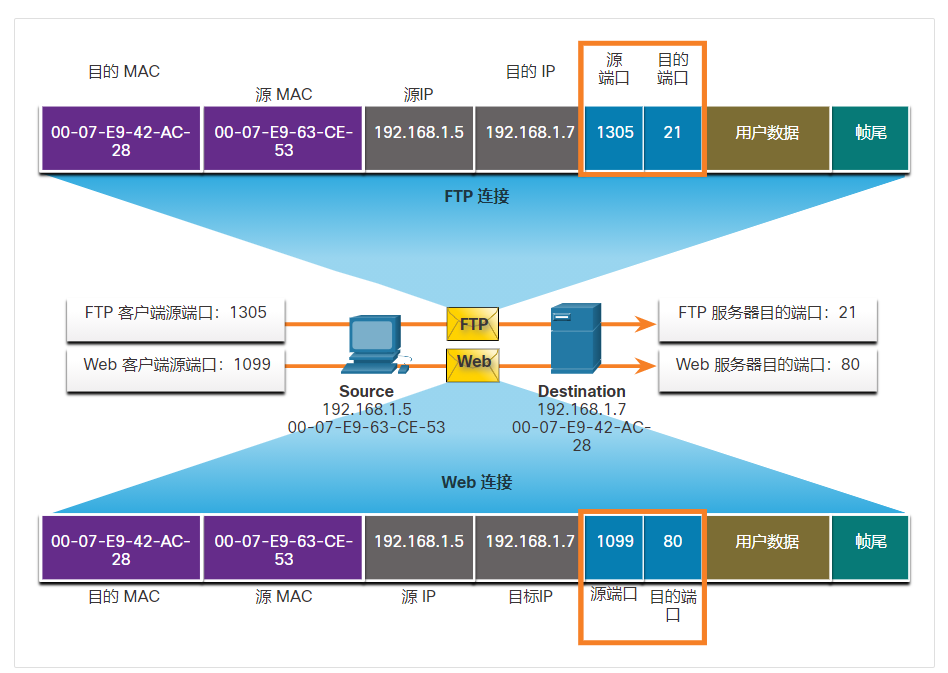 目的 MAC
源 MAC
源IP
目的 IP
源
端口
目的
端口
00-07-E9-42-AC-
28
00-07-E9-63-CE-
53
192.168.1.5
192.168.1.7
1305
21
用户数据
帧尾
FTP 连接
FTP 客户端源端口：1305
FTP
FTP 服务器目的端口：21
Web 客户端源端口：1099
Web
Web 服务器目的端口：80
Source
192.168.1.5
00-07-E9-63-CE-53
Destination
192.168.1.7
00-07-E9-42-AC-
28
Web 连接
00-07-E9-42-AC-
28
00-07-E9-63-CE-
53
192.168.1.5
192.168.1.7
1099
80
用户数据
帧尾
目的 MAC
源 MAC
源 IP
目标IP
源端口
目的端
口